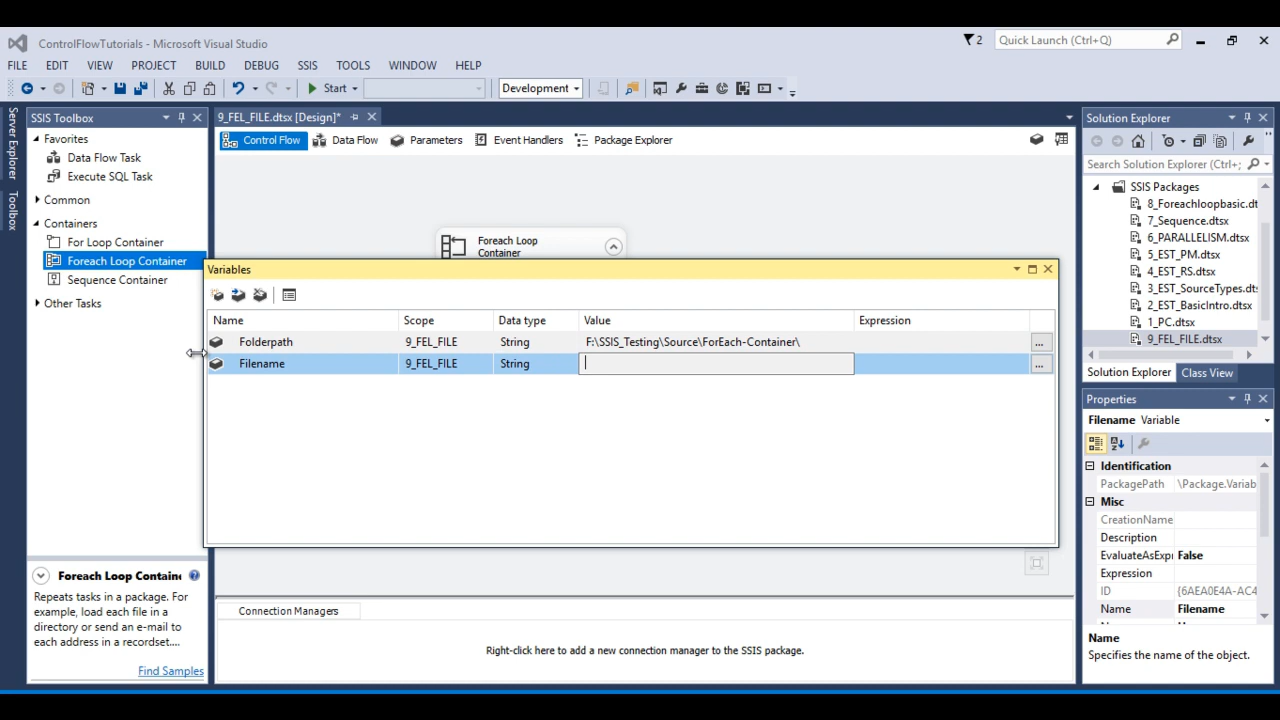 ControlFlowTutorials - Microsoft Visual Studio
2
Quick Launch (Ctrl+Q)
FILE EDIT VIEW PROJECT BUILD DEBUG SSIS TOOLS WINDOW HELP
Start
Development
Server Explorer
Toolbox
SSIS Toolbox
Favorites
Data Flow Task
Execute SQL Task
Common
Containers
For Loop Container
Foreach Loop Container
Sequence Container
Other Tasks
Foreach Loop Containe
Repeats tasks in a package. For
example, load each file in a
directory or send an e-mail to
each address in a recordset....
Find Samples
9_FEL_FILE.dtsx [Design]*
Control Flow Data Flow Parameters Event Handlers Package Explorer
Foreach Loop
Container
Variables
Name Scope Data type Value Expression
Folderpath 9_FEL_FILE String F:\SSIS_Testing\Source\ForEach-Container\ ...
Filename 9_FEL_FILE String ...
Connection Managers
Right-click here to add a new connection manager to the SSIS package.
Solution Explorer
Search Solution Explorer (Ctrl+;
SSIS Packages
8_Foreachloopbasic.dt
7_Sequence.dtsx
6_PARALLELISM.dtsx
5_EST_PM.dtsx
4_EST_RS.dtsx
3_EST_SourceTypes.dt
2_EST_BasicIntro.dtsx
1_PC.dtsx
9_FEL_FILE.dtsx
Solution Explorer Class View
Properties
Filename Variable
Identification
PackagePath \Package.Variab
Misc
CreationName
Description
EvaluateAsExpr False
Expression
ID {6AEA0E4A-AC4
Name Filename
Name
Specifies the name of the object.